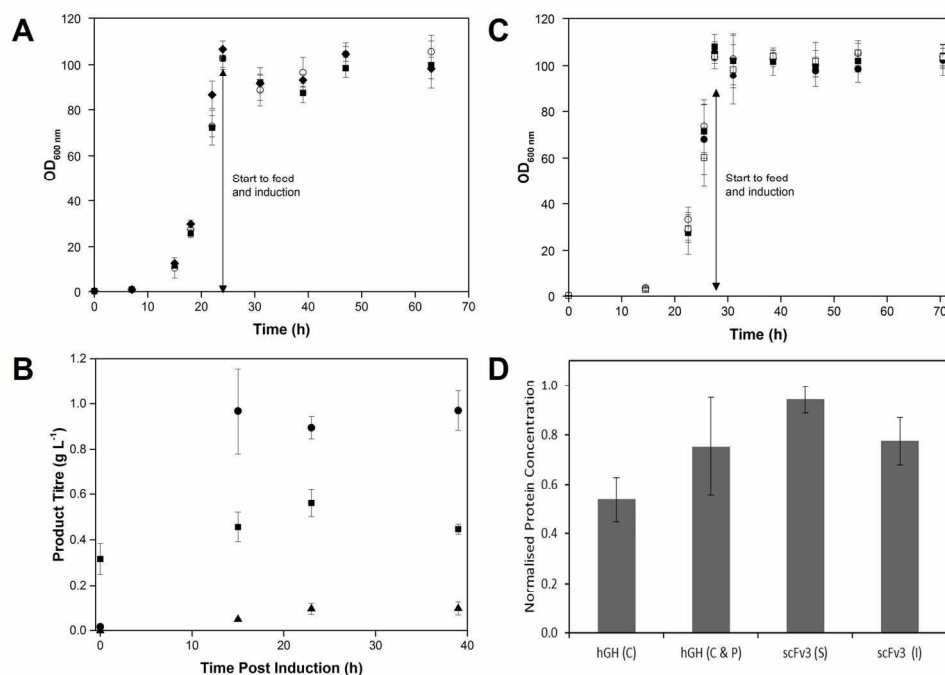 A
120
100
80
60
40
20
0
OD600 nm
Start to feed
and induction
0 10 20 30 40 50 60 70
Time (h)
C
120
100
80
60
40
20
0
OD600 nm
Start to feed
and induction
0 10 20 30 40 50 60 70
Time (h)
B
1.2
1.0
0.8
0.6
0.4
0.2
0.0
Product Titre (g L-1)
0 10 20 30 40
Time Post Induction (h)
D
1.0
0.8
0.6
0.4
0.2
0.0
Normalised Protein Concentration
hGH (C) hGH (C & P) scFv3 (S) scFv3 (I)